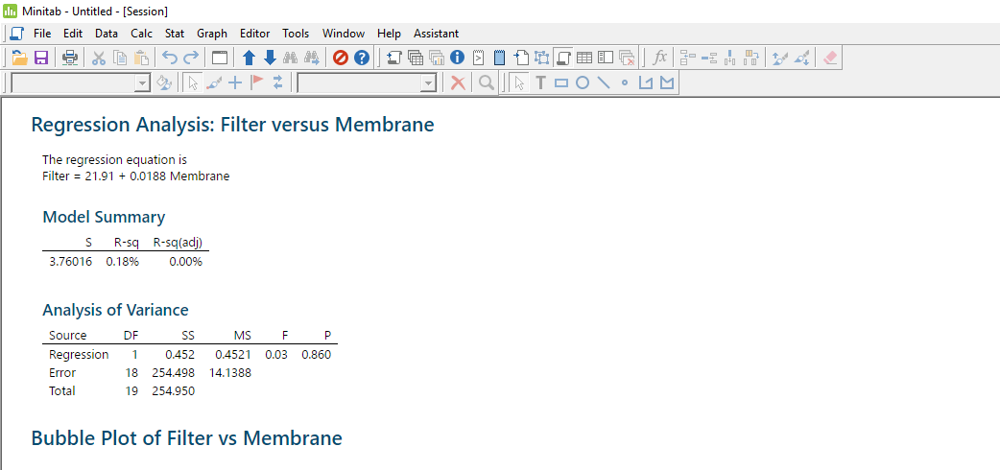 Minitab - Untitled - [Session]
File Edit Data Calc Stat Graph Editor Tools Window Help Assistant
Regression Analysis: Filter versus Membrane
The regression equation is
Filter = 21.91 + 0.0188 Membrane
Model Summary
S R-sq R-sq(adj)
3.76016 0.18% 0.00%
Analysis of Variance
Source DF SS MS F P
Regression 1 0.452 0.4521 0.03 0.860
Error 18 254.498 14.1388
Total 19 254.950
Bubble Plot of Filter vs Membrane